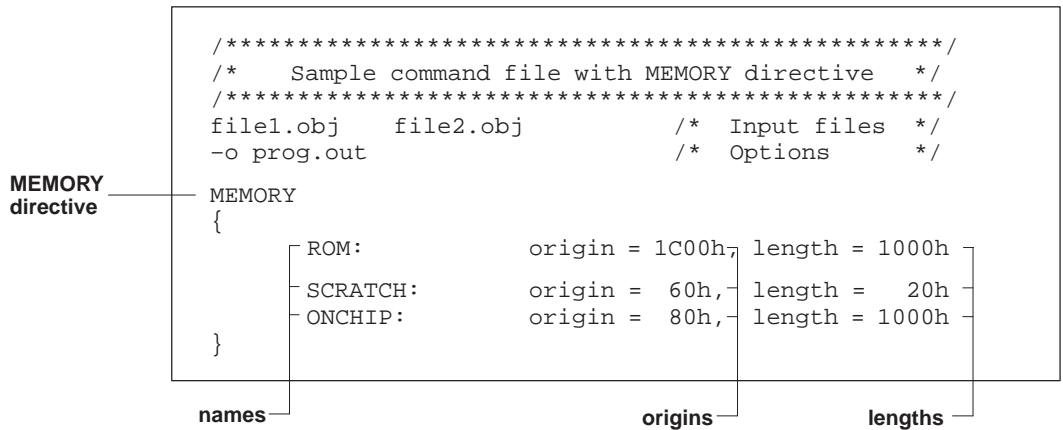 /**************************************************/
/*    Sample command file with MEMORY directive   */
/**************************************************/
file1.obj    file2.obj          /*  Input files  */
−o prog.out                     /*  Options      */
MEMORY directive
MEMORY
{
ROM:            origin = 1C00h, length = 1000h
SCRATCH:        origin =  60h,  length =   20h
ONCHIP:         origin =  80h,  length = 1000h
}
names    origins    lengths